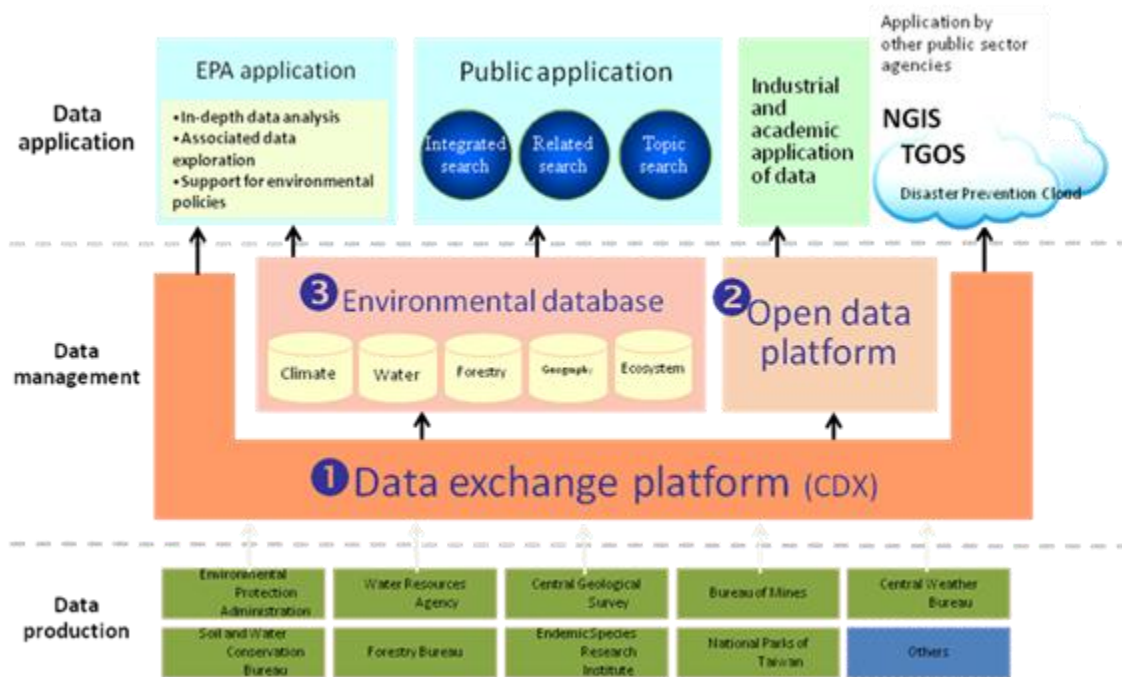 Data
application
EPA application
•In-depth data analysis
•Associated data
exploration
•Support for environmental
policies
Public application
Integrated
search
Related
search
Topic
search
Industrial
and
academic
application
of data
Application by
other public sector
agencies
NGIS
TGOS
Disaster Prevention Cloud
Data
management
3 Environmental database
Climate
Water
Forestry
Geography
Ecosystem
2 Open data
platform
1 Data exchange platform (CDX)
Data
production
Environmental
Protection
Administration
Water Resources
Agency
Central Geological
Survey
Bureau of Mines
Central Weather
Bureau
Soil and Water
Conservation
Bureau
Forestry Bureau
Endemic Species
Research
Institute
National Parks of
Taiwan
Others